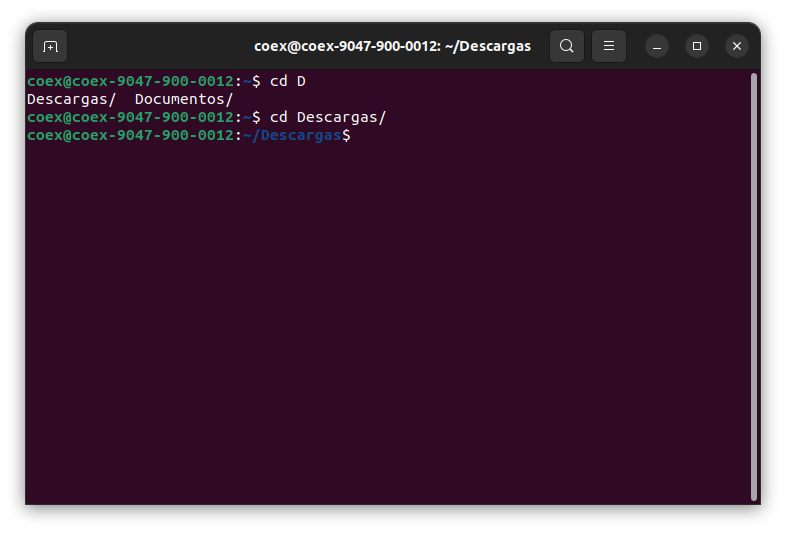 coex@coex-9047-900-0012: ~/Descargas
coex@coex-9047-900-0012:~$ cd D
Descargas/  Documentos/
coex@coex-9047-900-0012:~$ cd Descargas/
coex@coex-9047-900-0012:~/Descargas$